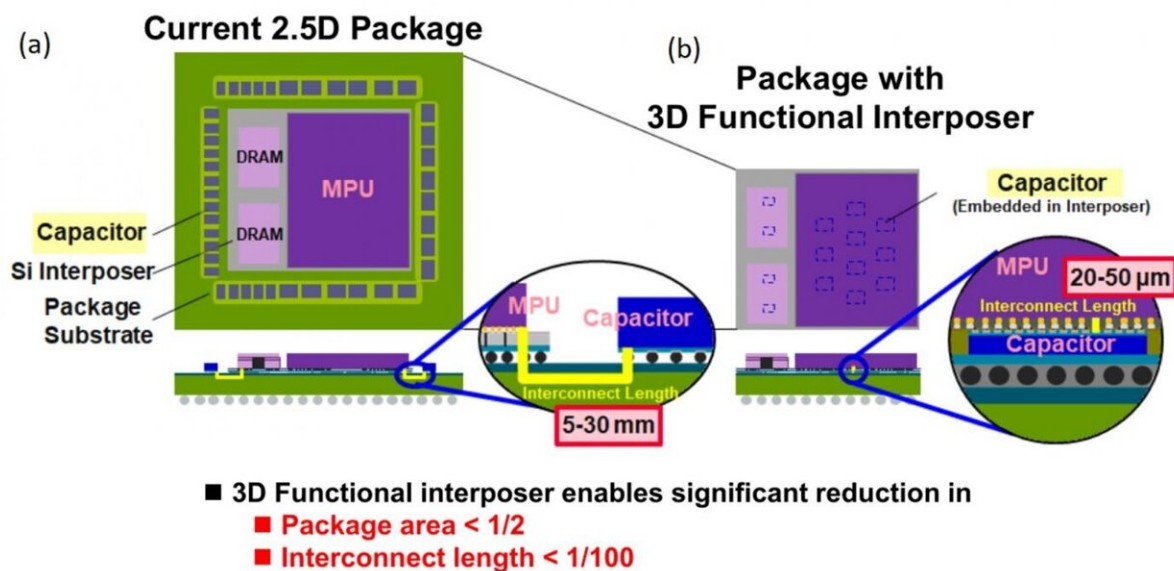 (a)
Current 2.5D Package
DRAM
DRAM
MPU
Capacitor
Si Interposer
Package
Substrate
MPU
Capacitor
Interconnect Length
5-30 mm
(b)
Package with
3D Functional Interposer
Capacitor
(Embedded in Interposer)
MPU
20-50 µm
Interconnect Length
Capacitor
■ 3D Functional interposer enables significant reduction in
■ Package area < 1/2
■ Interconnect length < 1/100